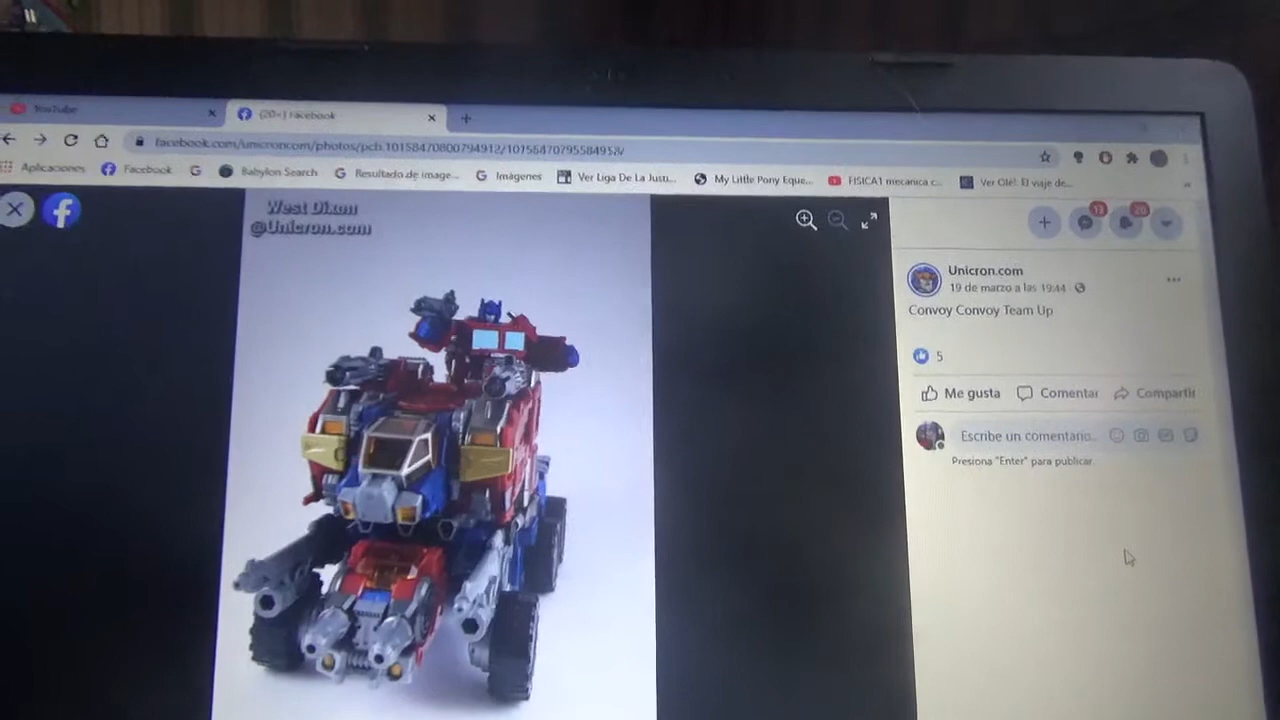 YouTube
(20+) Facebook
facebook.com/unicroncom/photos/pcb.10158470800794912/
Aplicaciones
Facebook
Babylon Search
Resultado de image...
Imágenes
Ver Liga De La Justi...
My Little Pony Eque...
FISICA1 mecanica c...
Ver Olé! El viaje de...
West Dixon
@Unicron.com
13
20
Unicron.com
19 de marzo a las 19:44
Convoy Convoy Team Up
5
Me gusta
Comentar
Compartir
Escribe un comentario...
Presiona "Enter" para publicar.